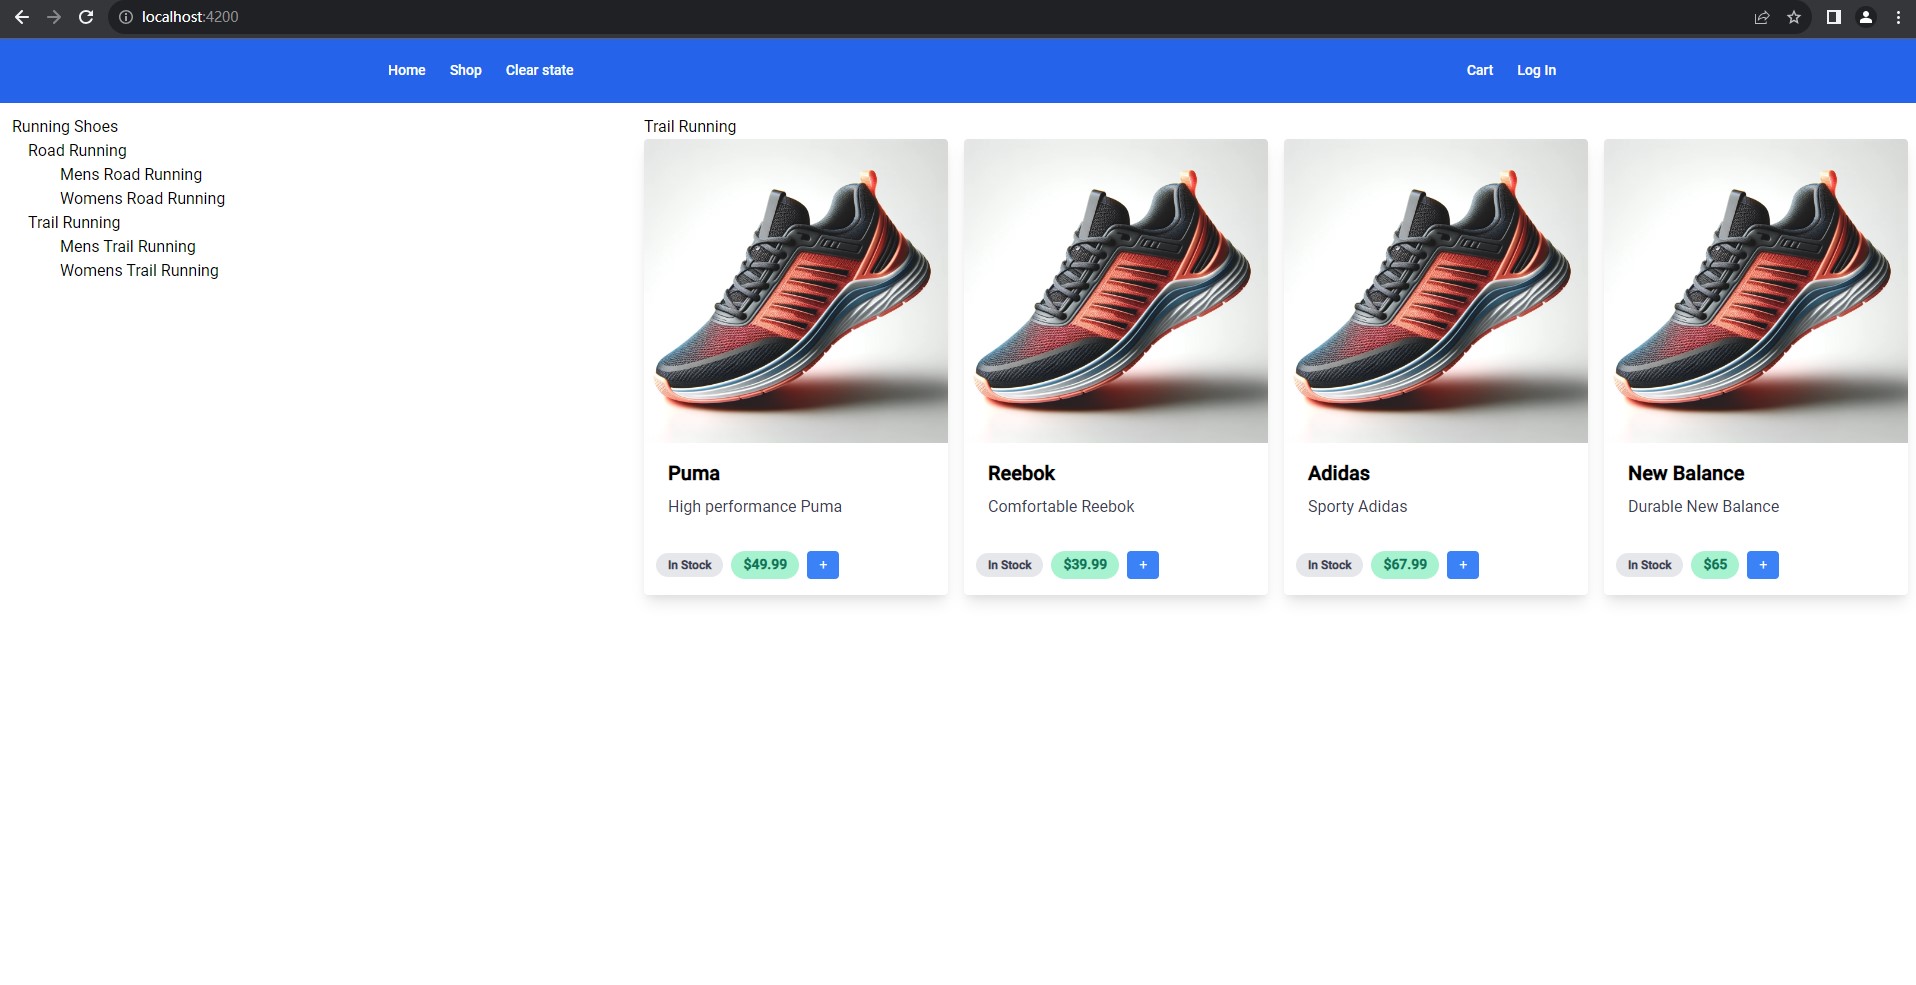 localhost:4200
Home Shop Clear state Cart Log In
Running Shoes
Road Running
Mens Road Running
Womens Road Running
Trail Running
Mens Trail Running
Womens Trail Running
Trail Running
Puma
High performance Puma
In Stock $49.99 +
Reebok
Comfortable Reebok
In Stock $39.99 +
Adidas
Sporty Adidas
In Stock $67.99 +
New Balance
Durable New Balance
In Stock $65 +